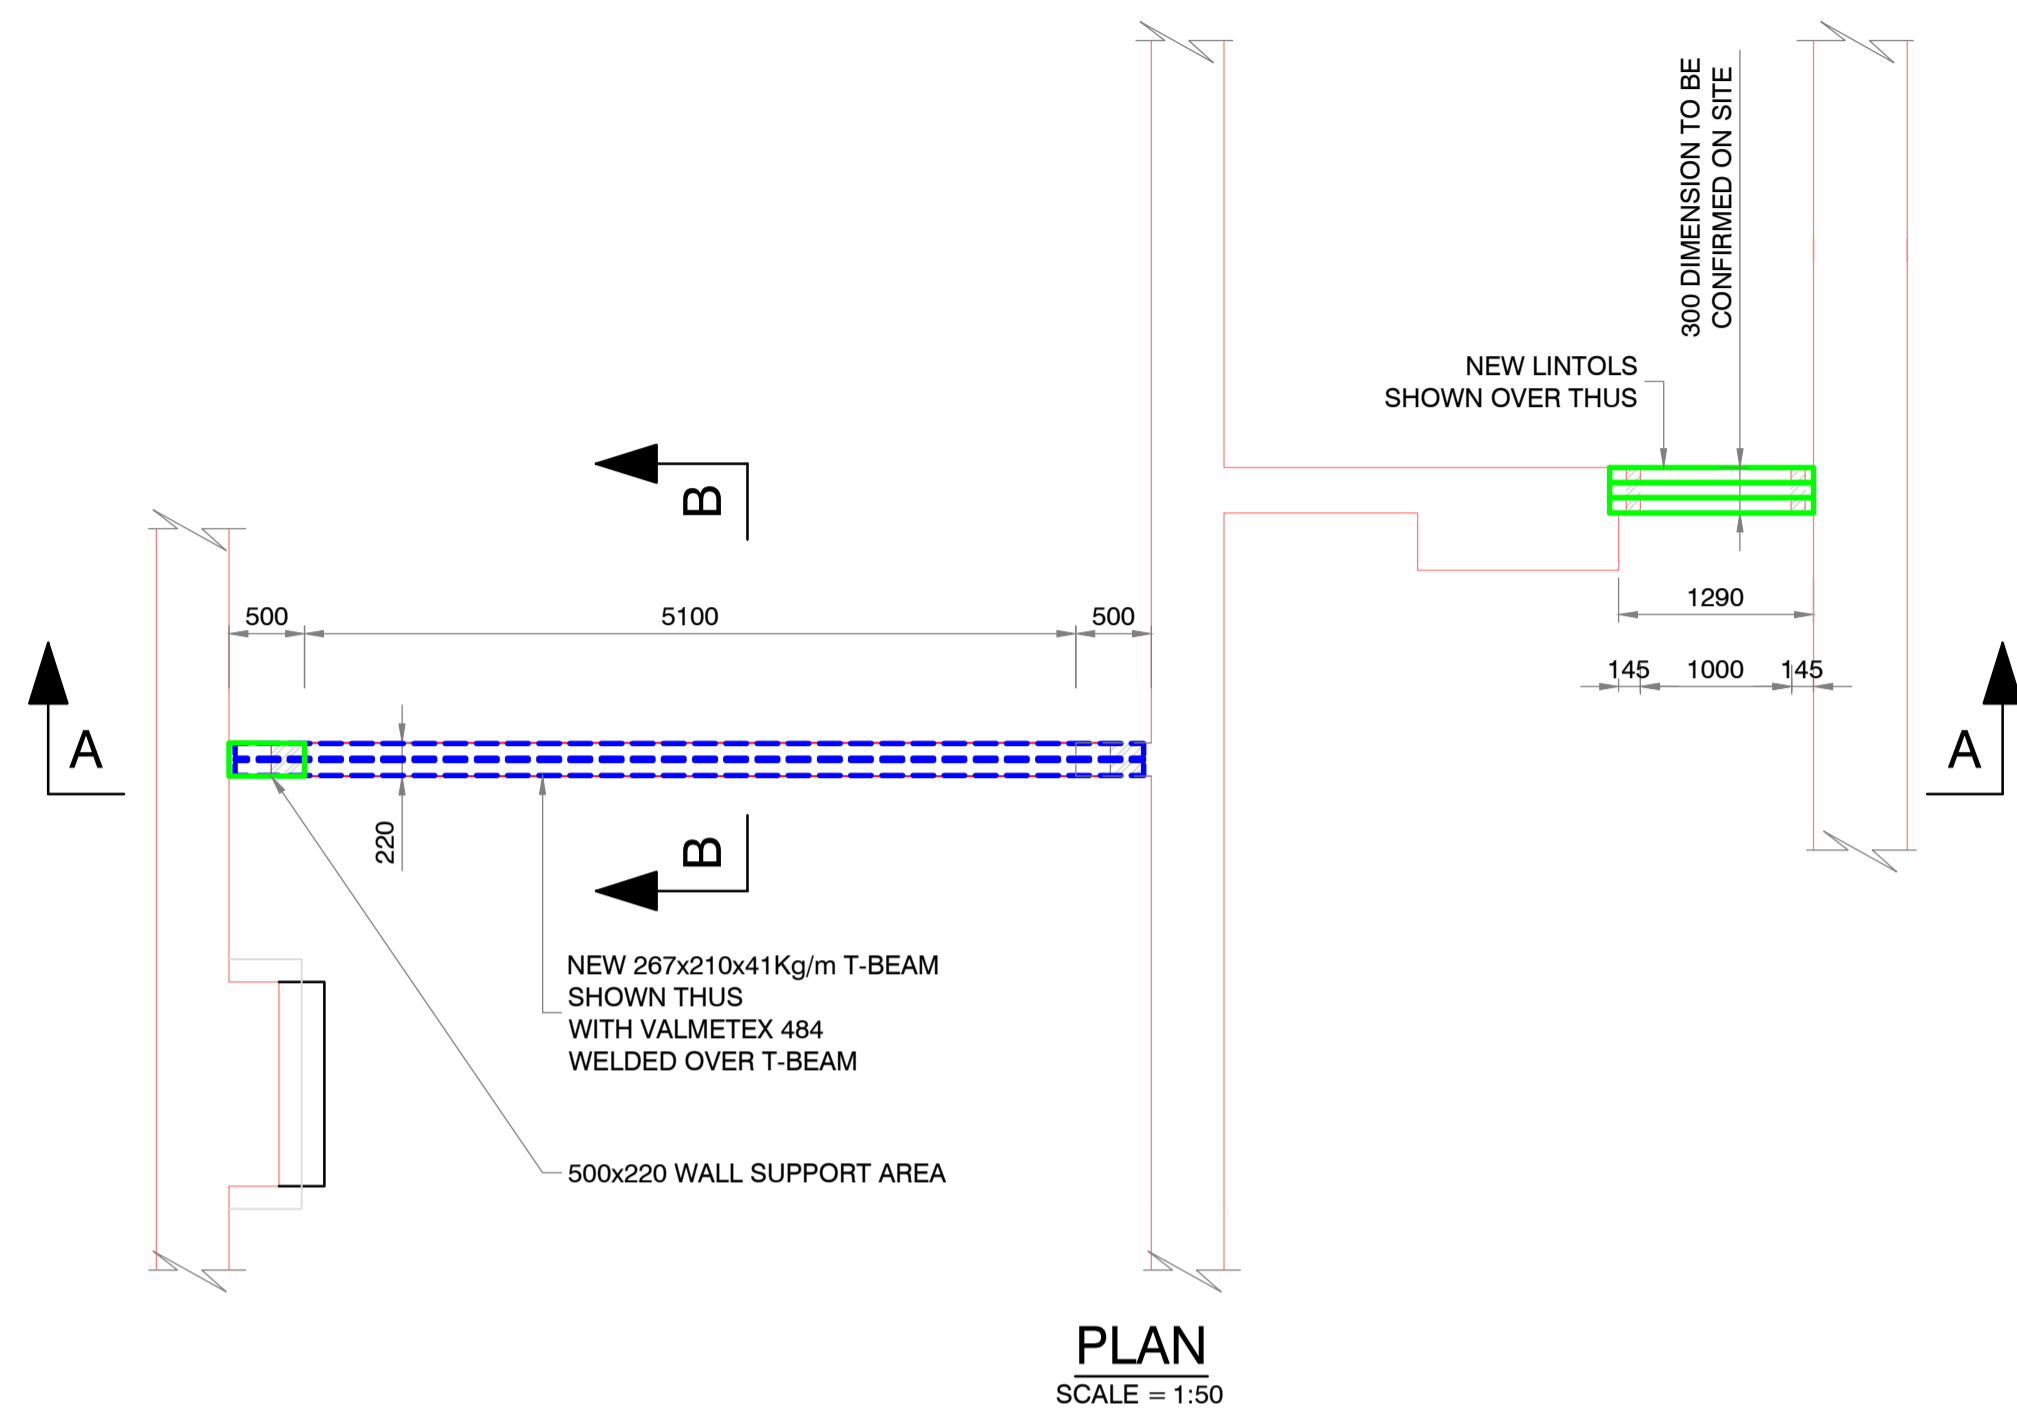 300 DIMENSION TO BE
CONFIRMED ON SITE
NEW LINTOLS
SHOWN OVER THUS
B
500
5100
500
1290
145
1000
145
A
A
220
B
NEW 267x210x41Kg/m T-BEAM
SHOWN THUS
WITH VALMETEX 484
WELDED OVER T-BEAM
500x220 WALL SUPPORT AREA
PLAN
SCALE = 1:50